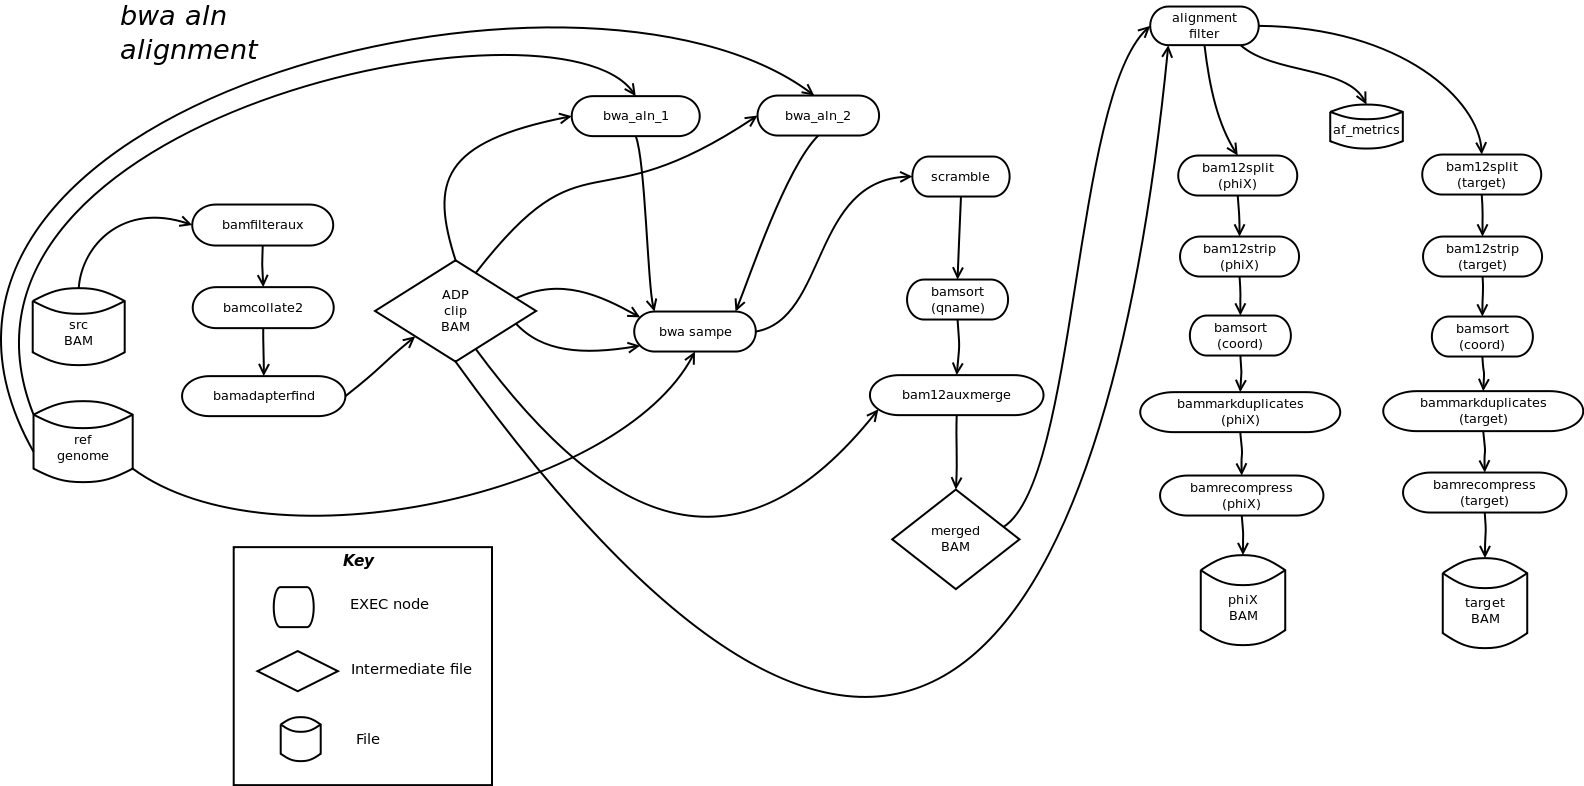 bwa aln
alignment
src
BAM
ref
genome
bamfilteraux
bamcollate2
bamadapterfind
ADP
clip
BAM
bwa_aln_1
bwa_aln_2
bwa sampe
scramble
bamsort
(qname)
bam12auxmerge
merged
BAM
alignment
filter
af_metrics
bam12split
(phiX)
bam12strip
(phiX)
bamsort
(coord)
bammarkduplicates
(phiX)
bamrecompress
(phiX)
phiX
BAM
bam12split
(target)
bam12strip
(target)
bamsort
(coord)
bammarkduplicates
(target)
bamrecompress
(target)
target
BAM
Key
EXEC node
Intermediate file
File